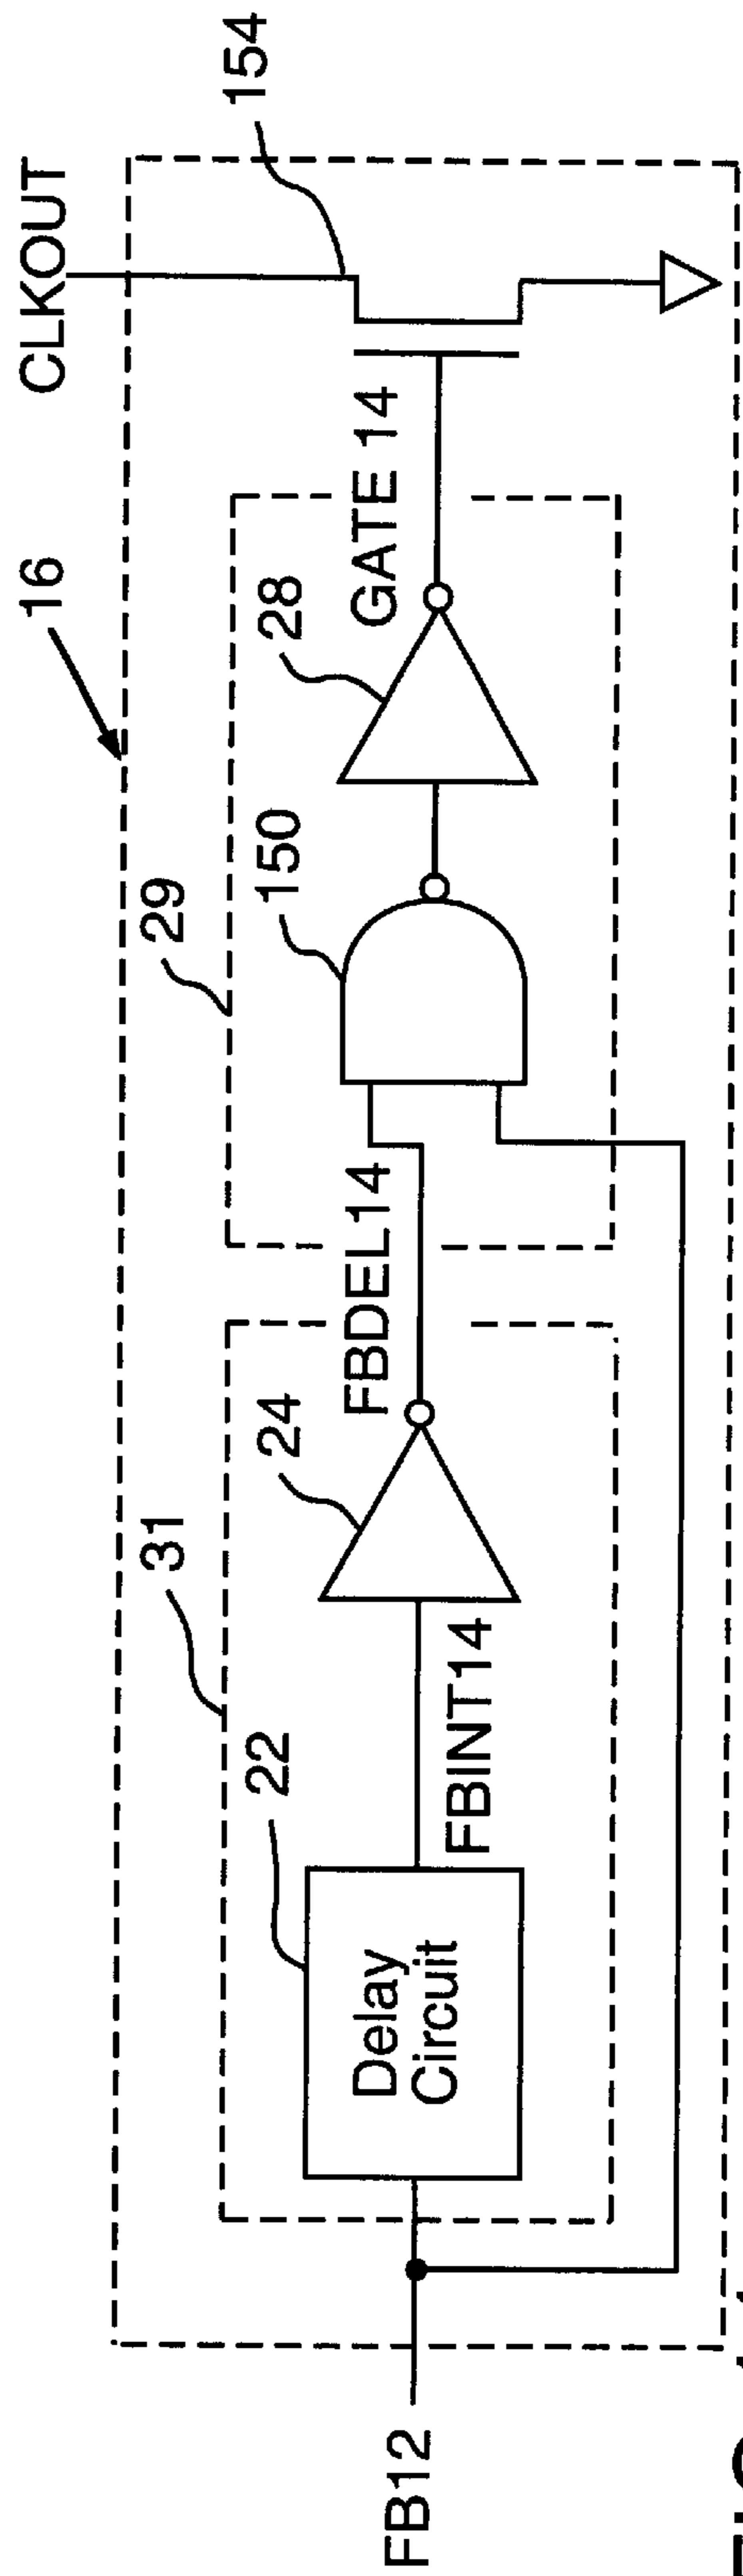 CLKOUT
154
16
29
GATE 14
28
150
31
FBDEL14
24
22
FBINT14
Delay
Circuit
FB12